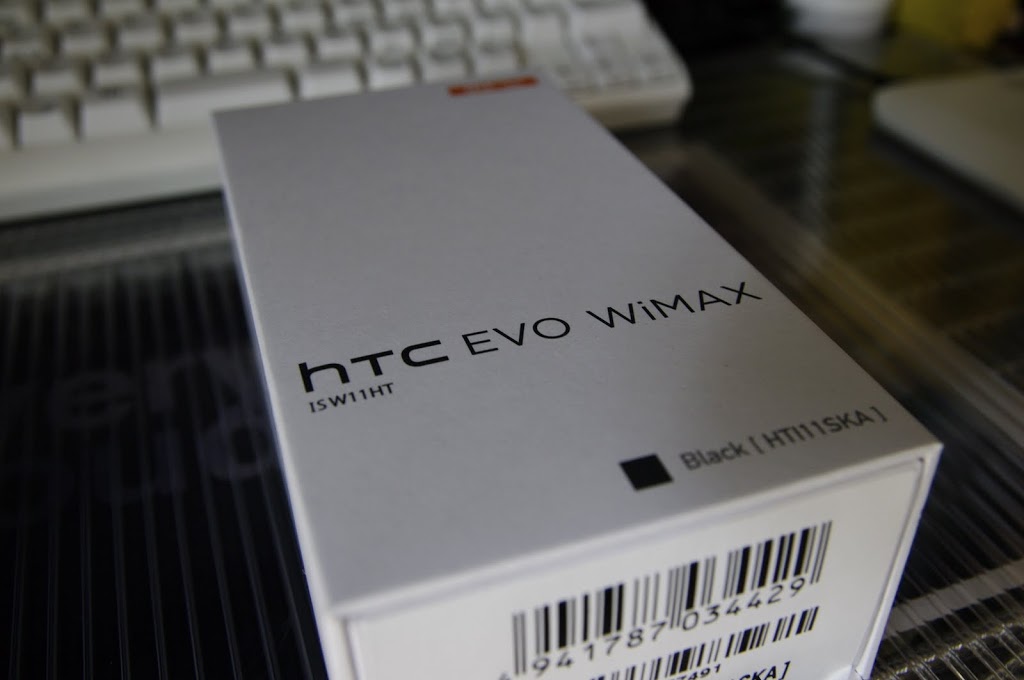 hTC EVO WiMAX
ISW11HT
Black [ HTI11SKA ]
941787 034429